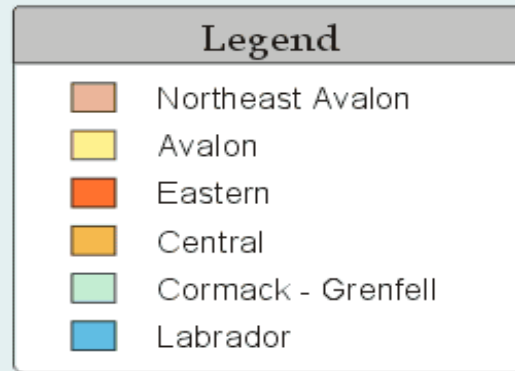 Legend
Northeast Avalon
Avalon
Eastern
Central
Cormack - Grenfell
Labrador